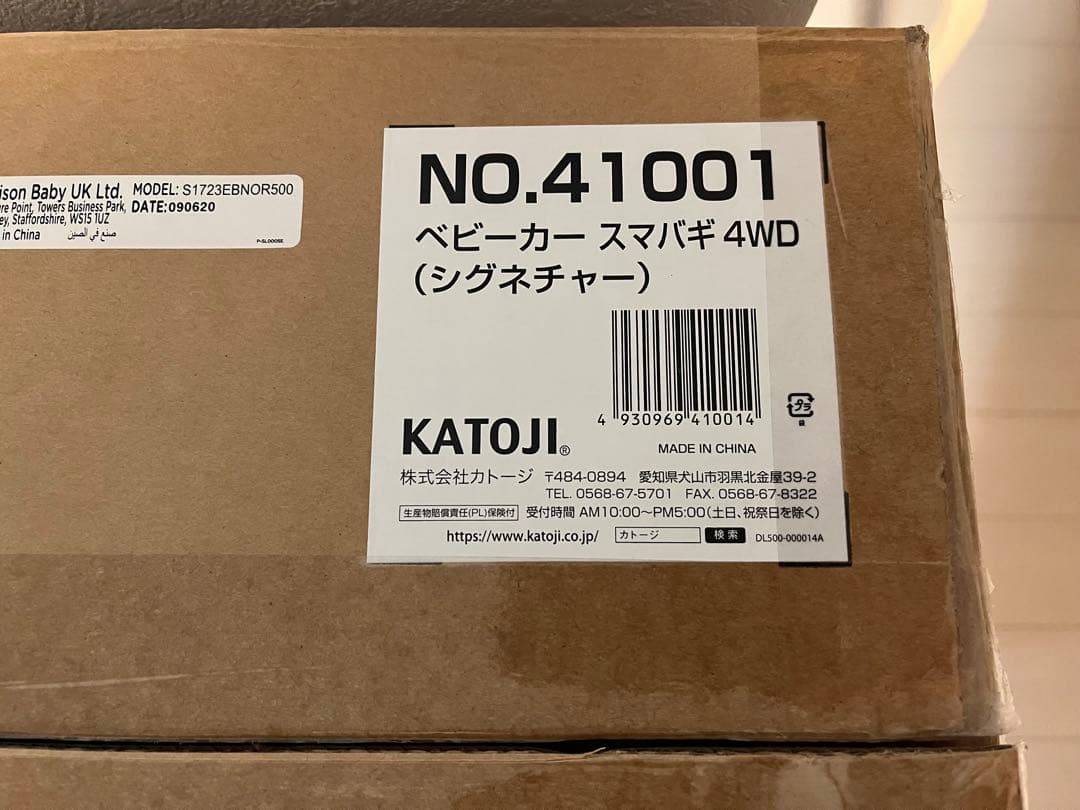 ison Baby UK Ltd. MODEL: S1723EBNOR500
re Point, Towers Business Park, DATE:090620
ey, Staffordshire, WS15 1UZ
in China صنع في الصين
P-SL0005E
NO.41001
ベビーカー スマバギ 4WD
(シグネチャー)
4 930969 410014
プラ
袋
KATOJI®
MADE IN CHINA
株式会社カトージ 〒484-0894 愛知県犬山市羽黒北金屋39-2
TEL. 0568-67-5701 FAX. 0568-67-8322
生産物賠償責任(PL)保険付 受付時間 AM10:00~PM5:00(土日、祝祭日を除く)
https://www.katoji.co.jp/ カトージ 検索 DL500-000014A